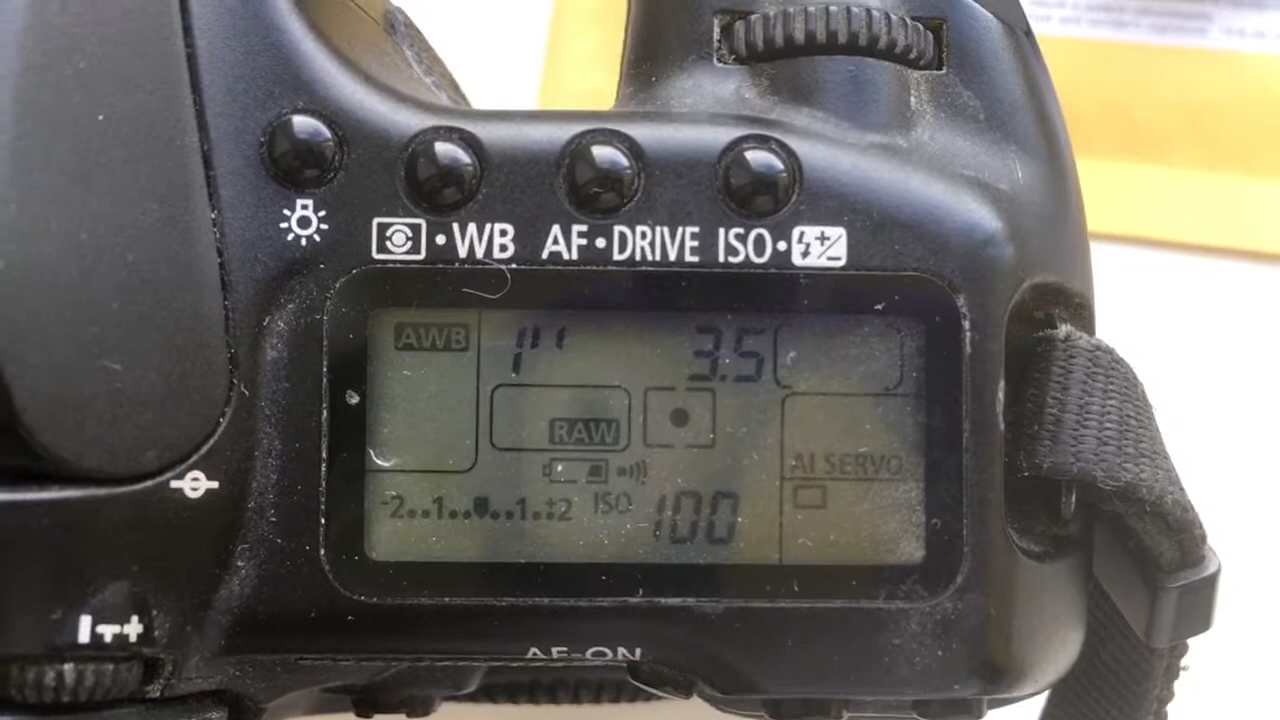 WB AF•DRIVE ISO•
AWB
1" 3.5
RAW
AI SERVO
-2..1..▼..1.:2 ISO 100
AF-ON